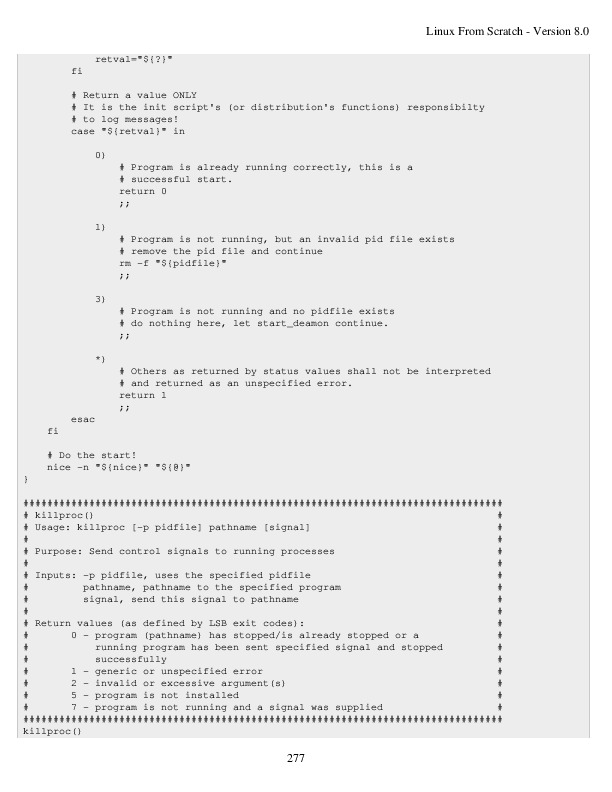 Linux From Scratch - Version 8.0
            retval="${?}"
        fi

        # Return a value ONLY
        # It is the init script's (or distribution's functions) responsibilty
        # to log messages!
        case "${retval}" in

            0)
                # Program is already running correctly, this is a
                # successful start.
                return 0
                ;;

            1)
                # Program is not running, but an invalid pid file exists
                # remove the pid file and continue
                rm -f "${pidfile}"
                ;;

            3)
                # Program is not running and no pidfile exists
                # do nothing here, let start_deamon continue.
                ;;

            *)
                # Others as returned by status values shall not be interpreted
                # and returned as an unspecified error.
                return 1
                ;;
        esac
    fi

    # Do the start!
    nice -n "${nice}" "${@}"
}

################################################################################
# killproc()                                                                   #
# Usage: killproc [-p pidfile] pathname [signal]                               #
#                                                                              #
# Purpose: Send control signals to running processes                           #
#                                                                              #
# Inputs: -p pidfile, uses the specified pidfile                               #
#         pathname, pathname to the specified program                          #
#         signal, send this signal to pathname                                 #
#                                                                              #
# Return values (as defined by LSB exit codes):                                #
#       0 - program (pathname) has stopped/is already stopped or a             #
#           running program has been sent specified signal and stopped         #
#           successfully                                                       #
#       1 - generic or unspecified error                                       #
#       2 - invalid or excessive argument(s)                                   #
#       5 - program is not installed                                           #
#       7 - program is not running and a signal was supplied                   #
################################################################################
killproc()
277